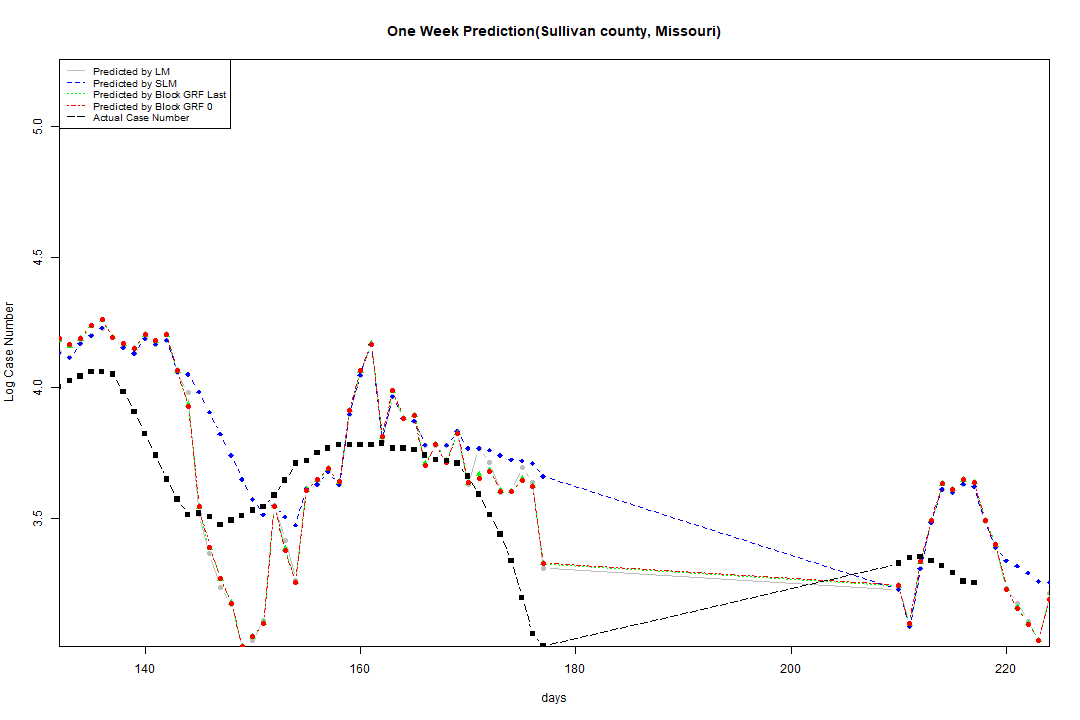 One Week Prediction(Sullivan county, Missouri)
Predicted by LM
Predicted by SLM
Predicted by Block GRF Last
Predicted by Block GRF 0
Actual Case Number
5.0
4.5
4.0
3.5
Log Case Number
140 160 180 200 220
days